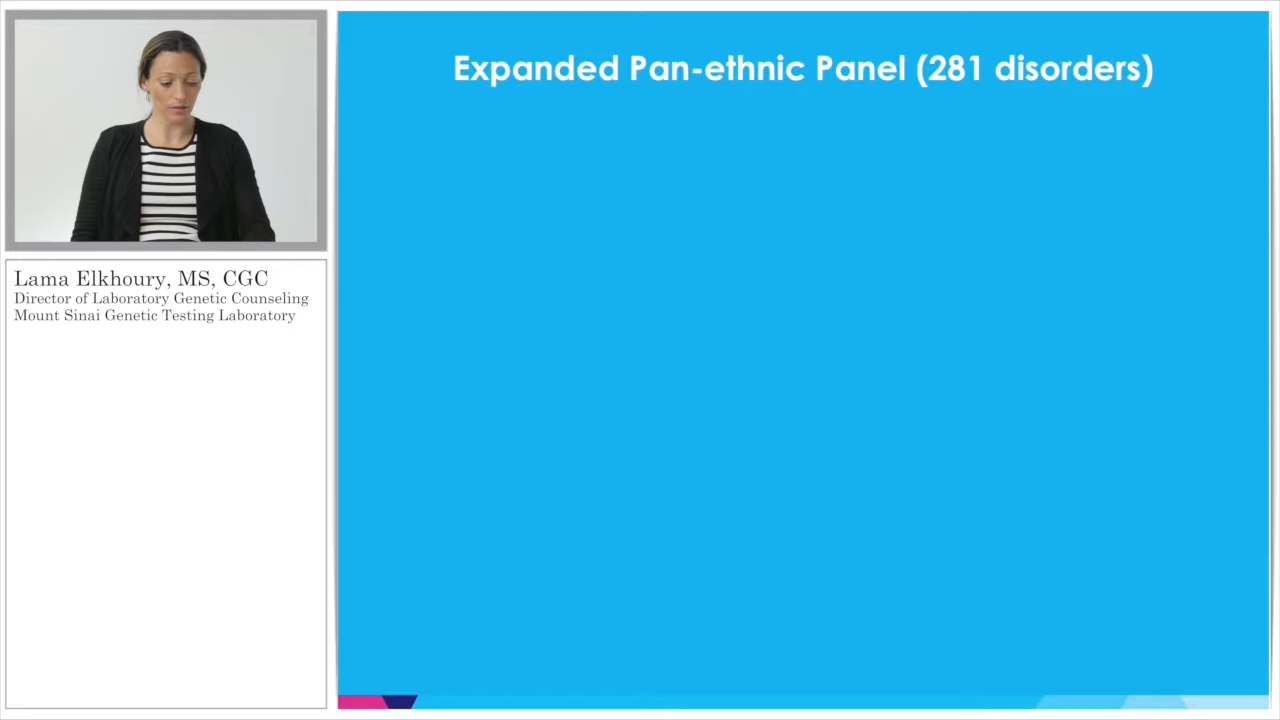 Expanded Pan-ethnic Panel (281 disorders)
Lama Elkhoury, MS, CGC
Director of Laboratory Genetic Counseling
Mount Sinai Genetic Testing Laboratory